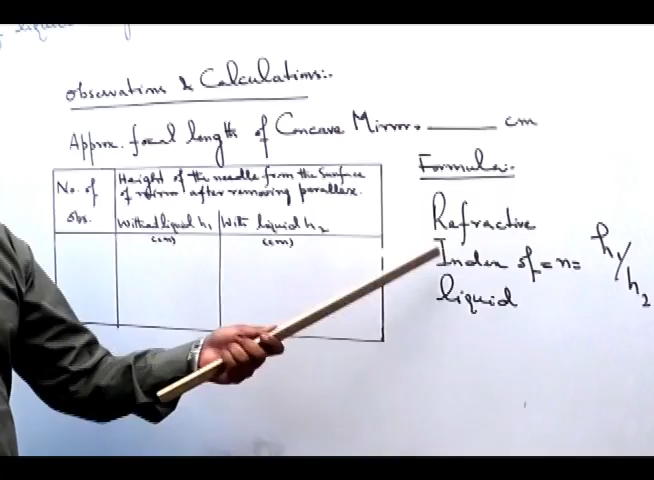 Observations & Calculations:-
Approx. focal length of Concave Mirror = ______ cm
No. of obs.
Height of the needle from the surface
of mirror after removing parallax.
Without liquid h1 (cm)
With liquid h2 (cm)
Formula:-
Refractive
Index of = n = h1/h2
liquid